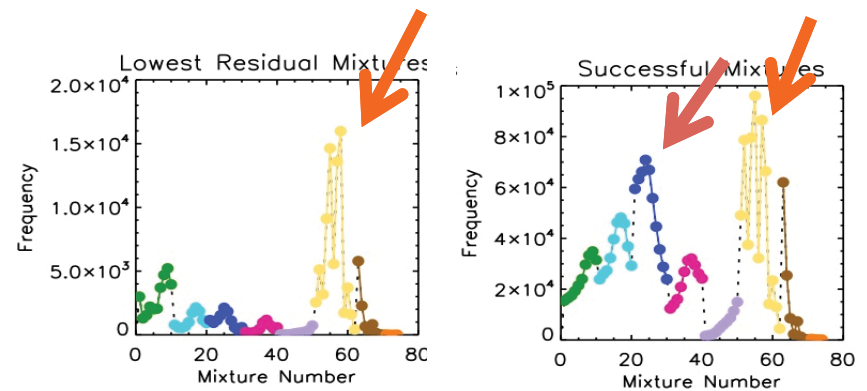 Lowest Residual Mixtures
2.0×10⁴
1.5×10⁴
1.0×10⁴
5.0×10³
0
Frequency
0 20 40 60 80
Mixture Number
Successful Mixtures
1×10⁵
8×10⁴
6×10⁴
4×10⁴
2×10⁴
0
Frequency
0 20 40 60 80
Mixture Number